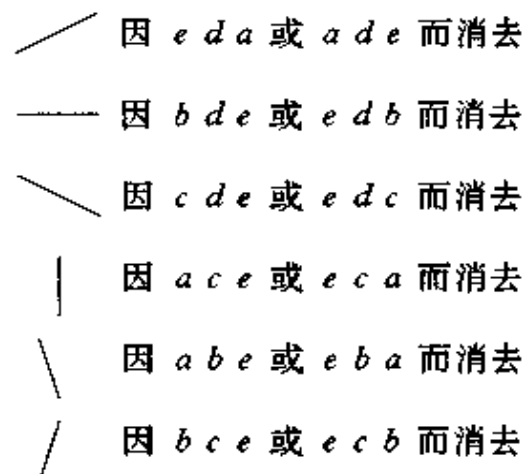 因 e d a 或 a d e 而消去
因 b d e 或 e d b 而消去
因 c d e 或 e d c 而消去
因 a c e 或 e c a 而消去
因 a b e 或 e b a 而消去
因 b c e 或 e c b 而消去